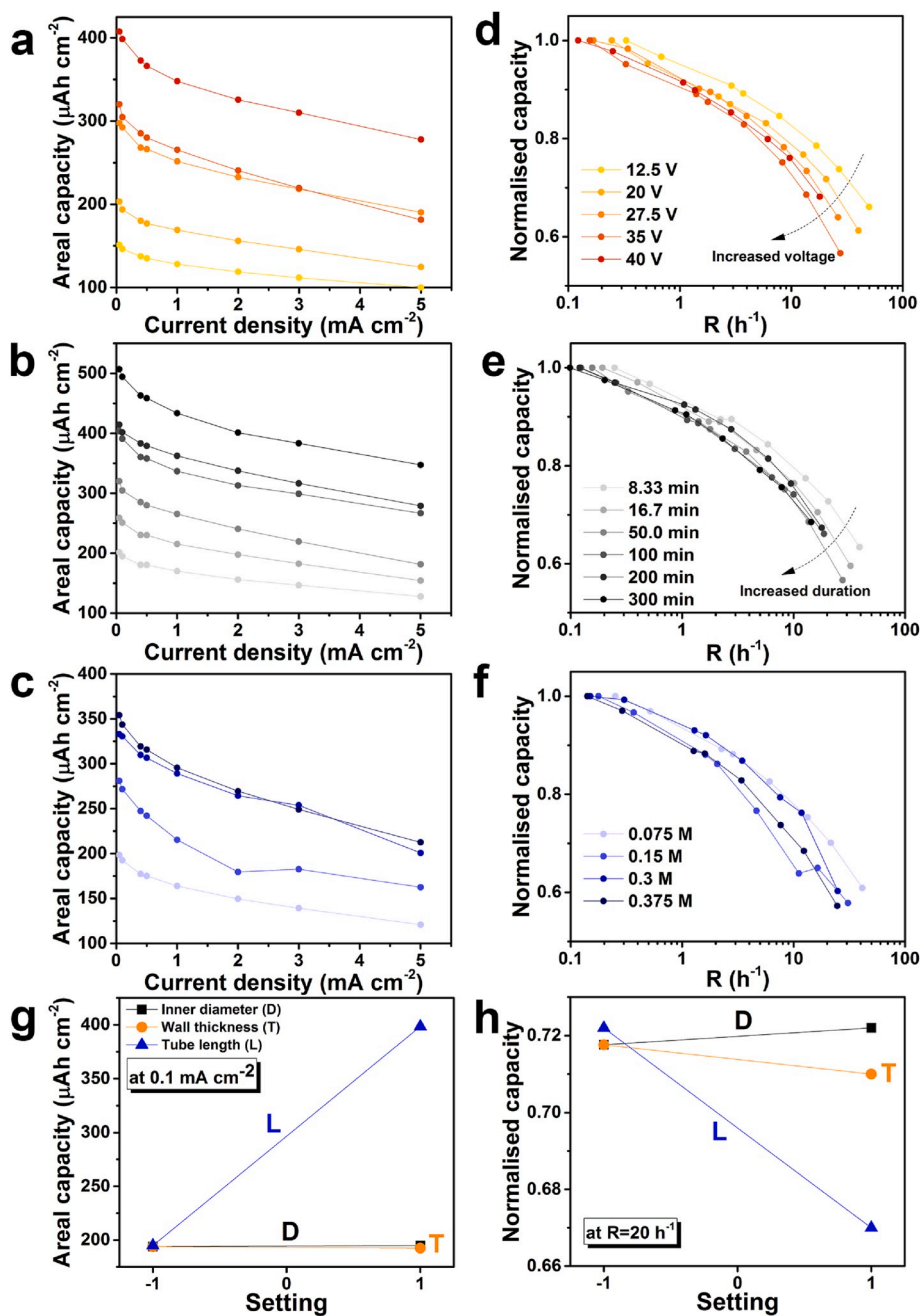 a
Areal capacity (μAh cm⁻²)
400
300
200
100
0
1
2
3
4
5
Current density (mA cm⁻²)
d
Normalised capacity
1.0
0.8
0.6
12.5 V
20 V
27.5 V
35 V
40 V
Increased voltage
0.1
1
10
100
R (h⁻¹)
b
Areal capacity (μAh cm⁻²)
500
400
300
200
100
0
1
2
3
4
5
Current density (mA cm⁻²)
e
Normalised capacity
1.0
0.8
0.6
8.33 min
16.7 min
50.0 min
100 min
200 min
300 min
Increased duration
0.1
1
10
100
R (h⁻¹)
c
Areal capacity (μAh cm⁻²)
400
350
300
250
200
150
100
0
1
2
3
4
5
Current density (mA cm⁻²)
f
Normalised capacity
1.0
0.8
0.6
0.075 M
0.15 M
0.3 M
0.375 M
0.1
1
10
100
R (h⁻¹)
g
Areal capacity (μAh cm⁻²)
400
350
300
250
200
Inner diameter (D)
Wall thickness (T)
Tube length (L)
at 0.1 mA cm⁻²
L
D
T
-1
0
1
Setting
h
Normalised capacity
0.72
0.70
0.68
0.66
D
T
L
at R=20 h⁻¹
-1
0
1
Setting